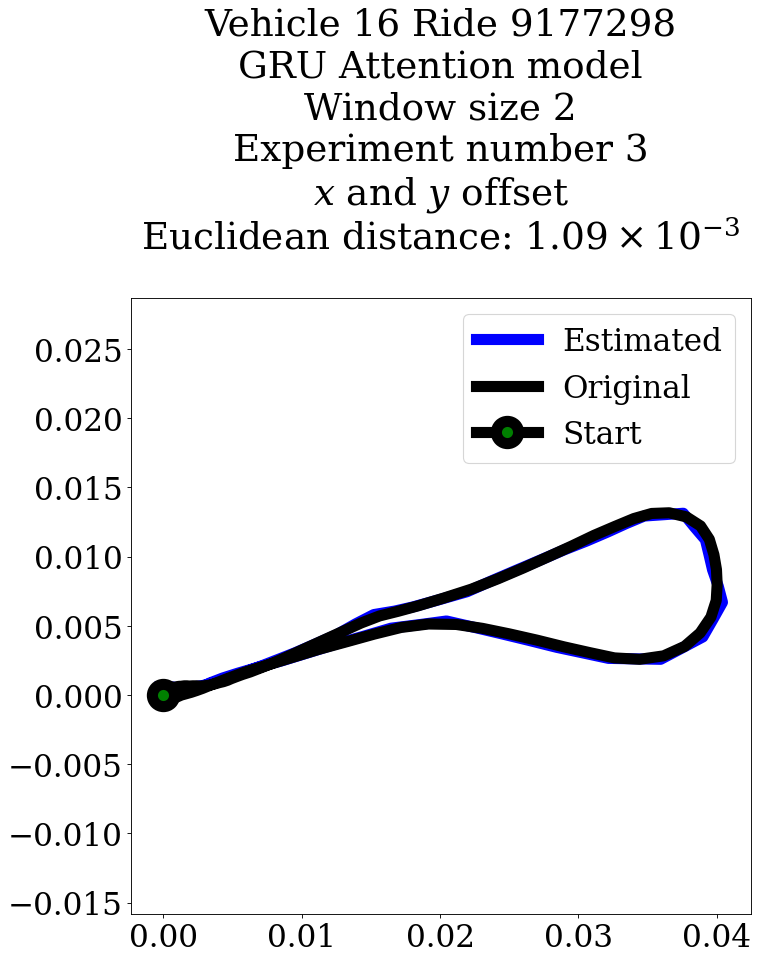 Vehicle 16 Ride 9177298
GRU Attention model
Window size 2
Experiment number 3
x and y offset
Euclidean distance: 1.09 × 10⁻³
Estimated
Original
Start
0.025
0.020
0.015
0.010
0.005
0.000
−0.005
−0.010
−0.015
0.00 0.01 0.02 0.03 0.04